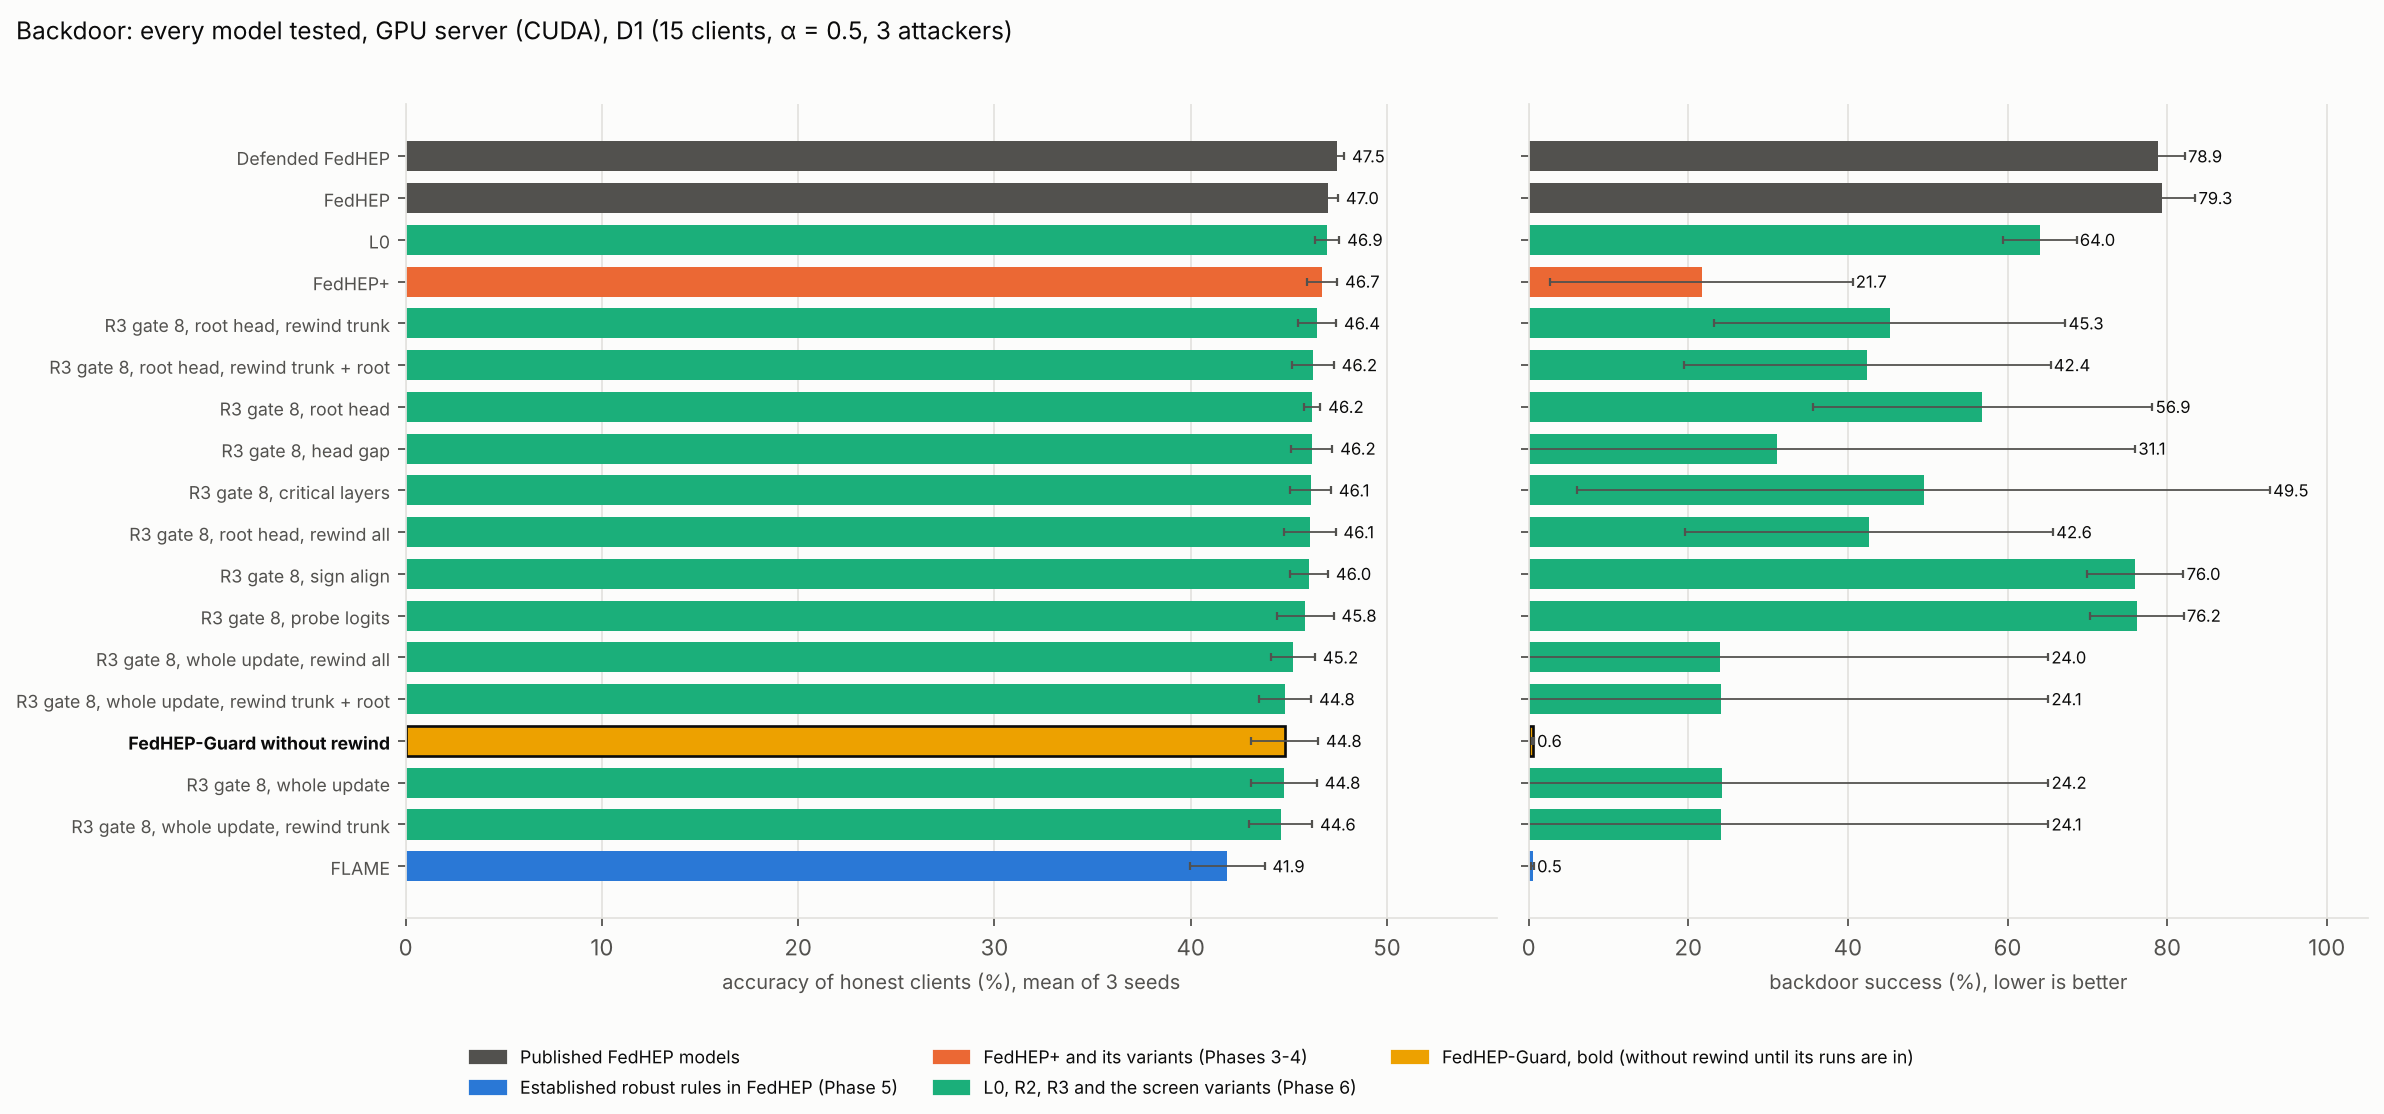 Backdoor: every model tested, GPU server (CUDA), D1 (15 clients, α = 0.5, 3 attackers)
Defended FedHEP 47.5 78.9
FedHEP 47.0 79.3
L0 46.9 64.0
FedHEP+ 46.7 21.7
R3 gate 8, root head, rewind trunk 46.4 45.3
R3 gate 8, root head, rewind trunk + root 46.2 42.4
R3 gate 8, root head 46.2 56.9
R3 gate 8, head gap 46.2 31.1
R3 gate 8, critical layers 46.1 49.5
R3 gate 8, root head, rewind all 46.1 42.6
R3 gate 8, sign align 46.0 76.0
R3 gate 8, probe logits 45.8 76.2
R3 gate 8, whole update, rewind all 45.2 24.0
R3 gate 8, whole update, rewind trunk + root 44.8 24.1
FedHEP-Guard without rewind 44.8 0.6
R3 gate 8, whole update 44.8 24.2
R3 gate 8, whole update, rewind trunk 44.6 24.1
FLAME 41.9 0.5
0 10 20 30 40 50 0 20 40 60 80 100
accuracy of honest clients (%), mean of 3 seeds backdoor success (%), lower is better
Published FedHEP models FedHEP+ and its variants (Phases 3-4) FedHEP-Guard, bold (without rewind until its runs are in)
Established robust rules in FedHEP (Phase 5) L0, R2, R3 and the screen variants (Phase 6)